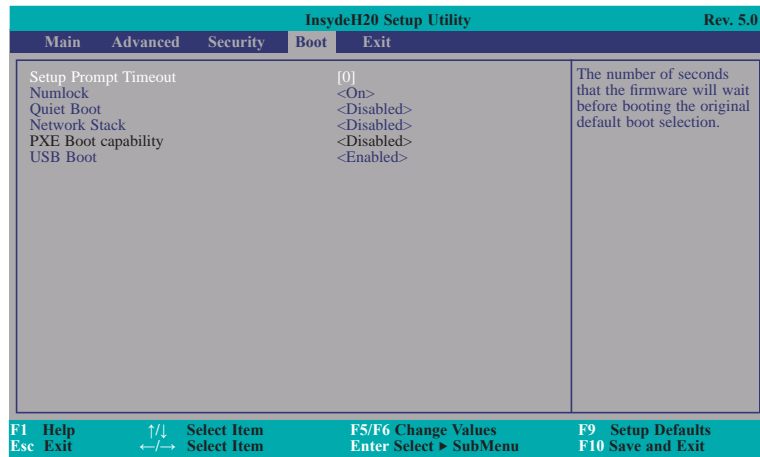 InsydeH20 Setup Utility Rev. 5.0
Main Advanced Security Boot Exit
Setup Prompt Timeout [0]
Numlock <On>
Quiet Boot <Disabled>
Network Stack <Disabled>
PXE Boot capability <Disabled>
USB Boot <Enabled>
The number of seconds
that the firmware will wait
before booting the original
default boot selection.
F1 Help ↑/↓ Select Item F5/F6 Change Values F9 Setup Defaults
Esc Exit ←/→ Select Item Enter Select ▶ SubMenu F10 Save and Exit